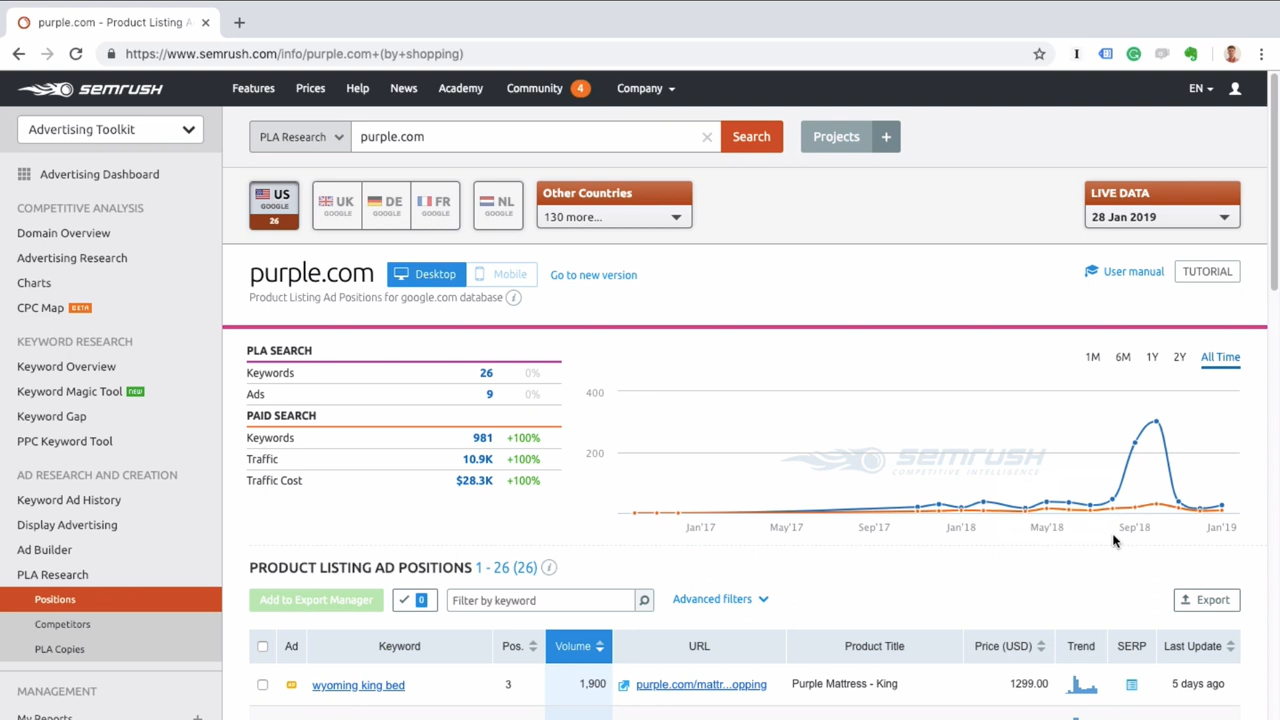 purple.com - Product Listing A
https://www.semrush.com/info/purple.com+(by+shopping)
SEMRUSH
Features Prices Help News Academy Community 4 Company EN
Advertising Toolkit
PLA Research purple.com Search Projects +
Advertising Dashboard
COMPETITIVE ANALYSIS
Domain Overview
Advertising Research
Charts
CPC Map BETA
KEYWORD RESEARCH
Keyword Overview
Keyword Magic Tool NEW
Keyword Gap
PPC Keyword Tool
AD RESEARCH AND CREATION
Keyword Ad History
Display Advertising
Ad Builder
PLA Research
Positions
Competitors
PLA Copies
MANAGEMENT
My Reports +
US GOOGLE 26
UK GOOGLE
DE GOOGLE
FR GOOGLE
NL GOOGLE
Other Countries
130 more...
LIVE DATA
28 Jan 2019
purple.com Desktop Mobile Go to new version
User manual TUTORIAL
Product Listing Ad Positions for google.com database
PLA SEARCH
Keywords 26 0%
Ads 9 0%
PAID SEARCH
Keywords 981 +100%
Traffic 10.9K +100%
Traffic Cost $28.3K +100%
1M 6M 1Y 2Y All Time
400
200
SEMRUSH
COMPETITIVE INTELLIGENCE
Jan'17 May'17 Sep'17 Jan'18 May'18 Sep'18 Jan'19
PRODUCT LISTING AD POSITIONS 1 - 26 (26)
Add to Export Manager 0 Filter by keyword Advanced filters Export
Ad Keyword Pos. Volume URL Product Title Price (USD) Trend SERP Last Update
wyoming king bed 3 1,900 purple.com/mattr...opping Purple Mattress - King 1299.00 5 days ago